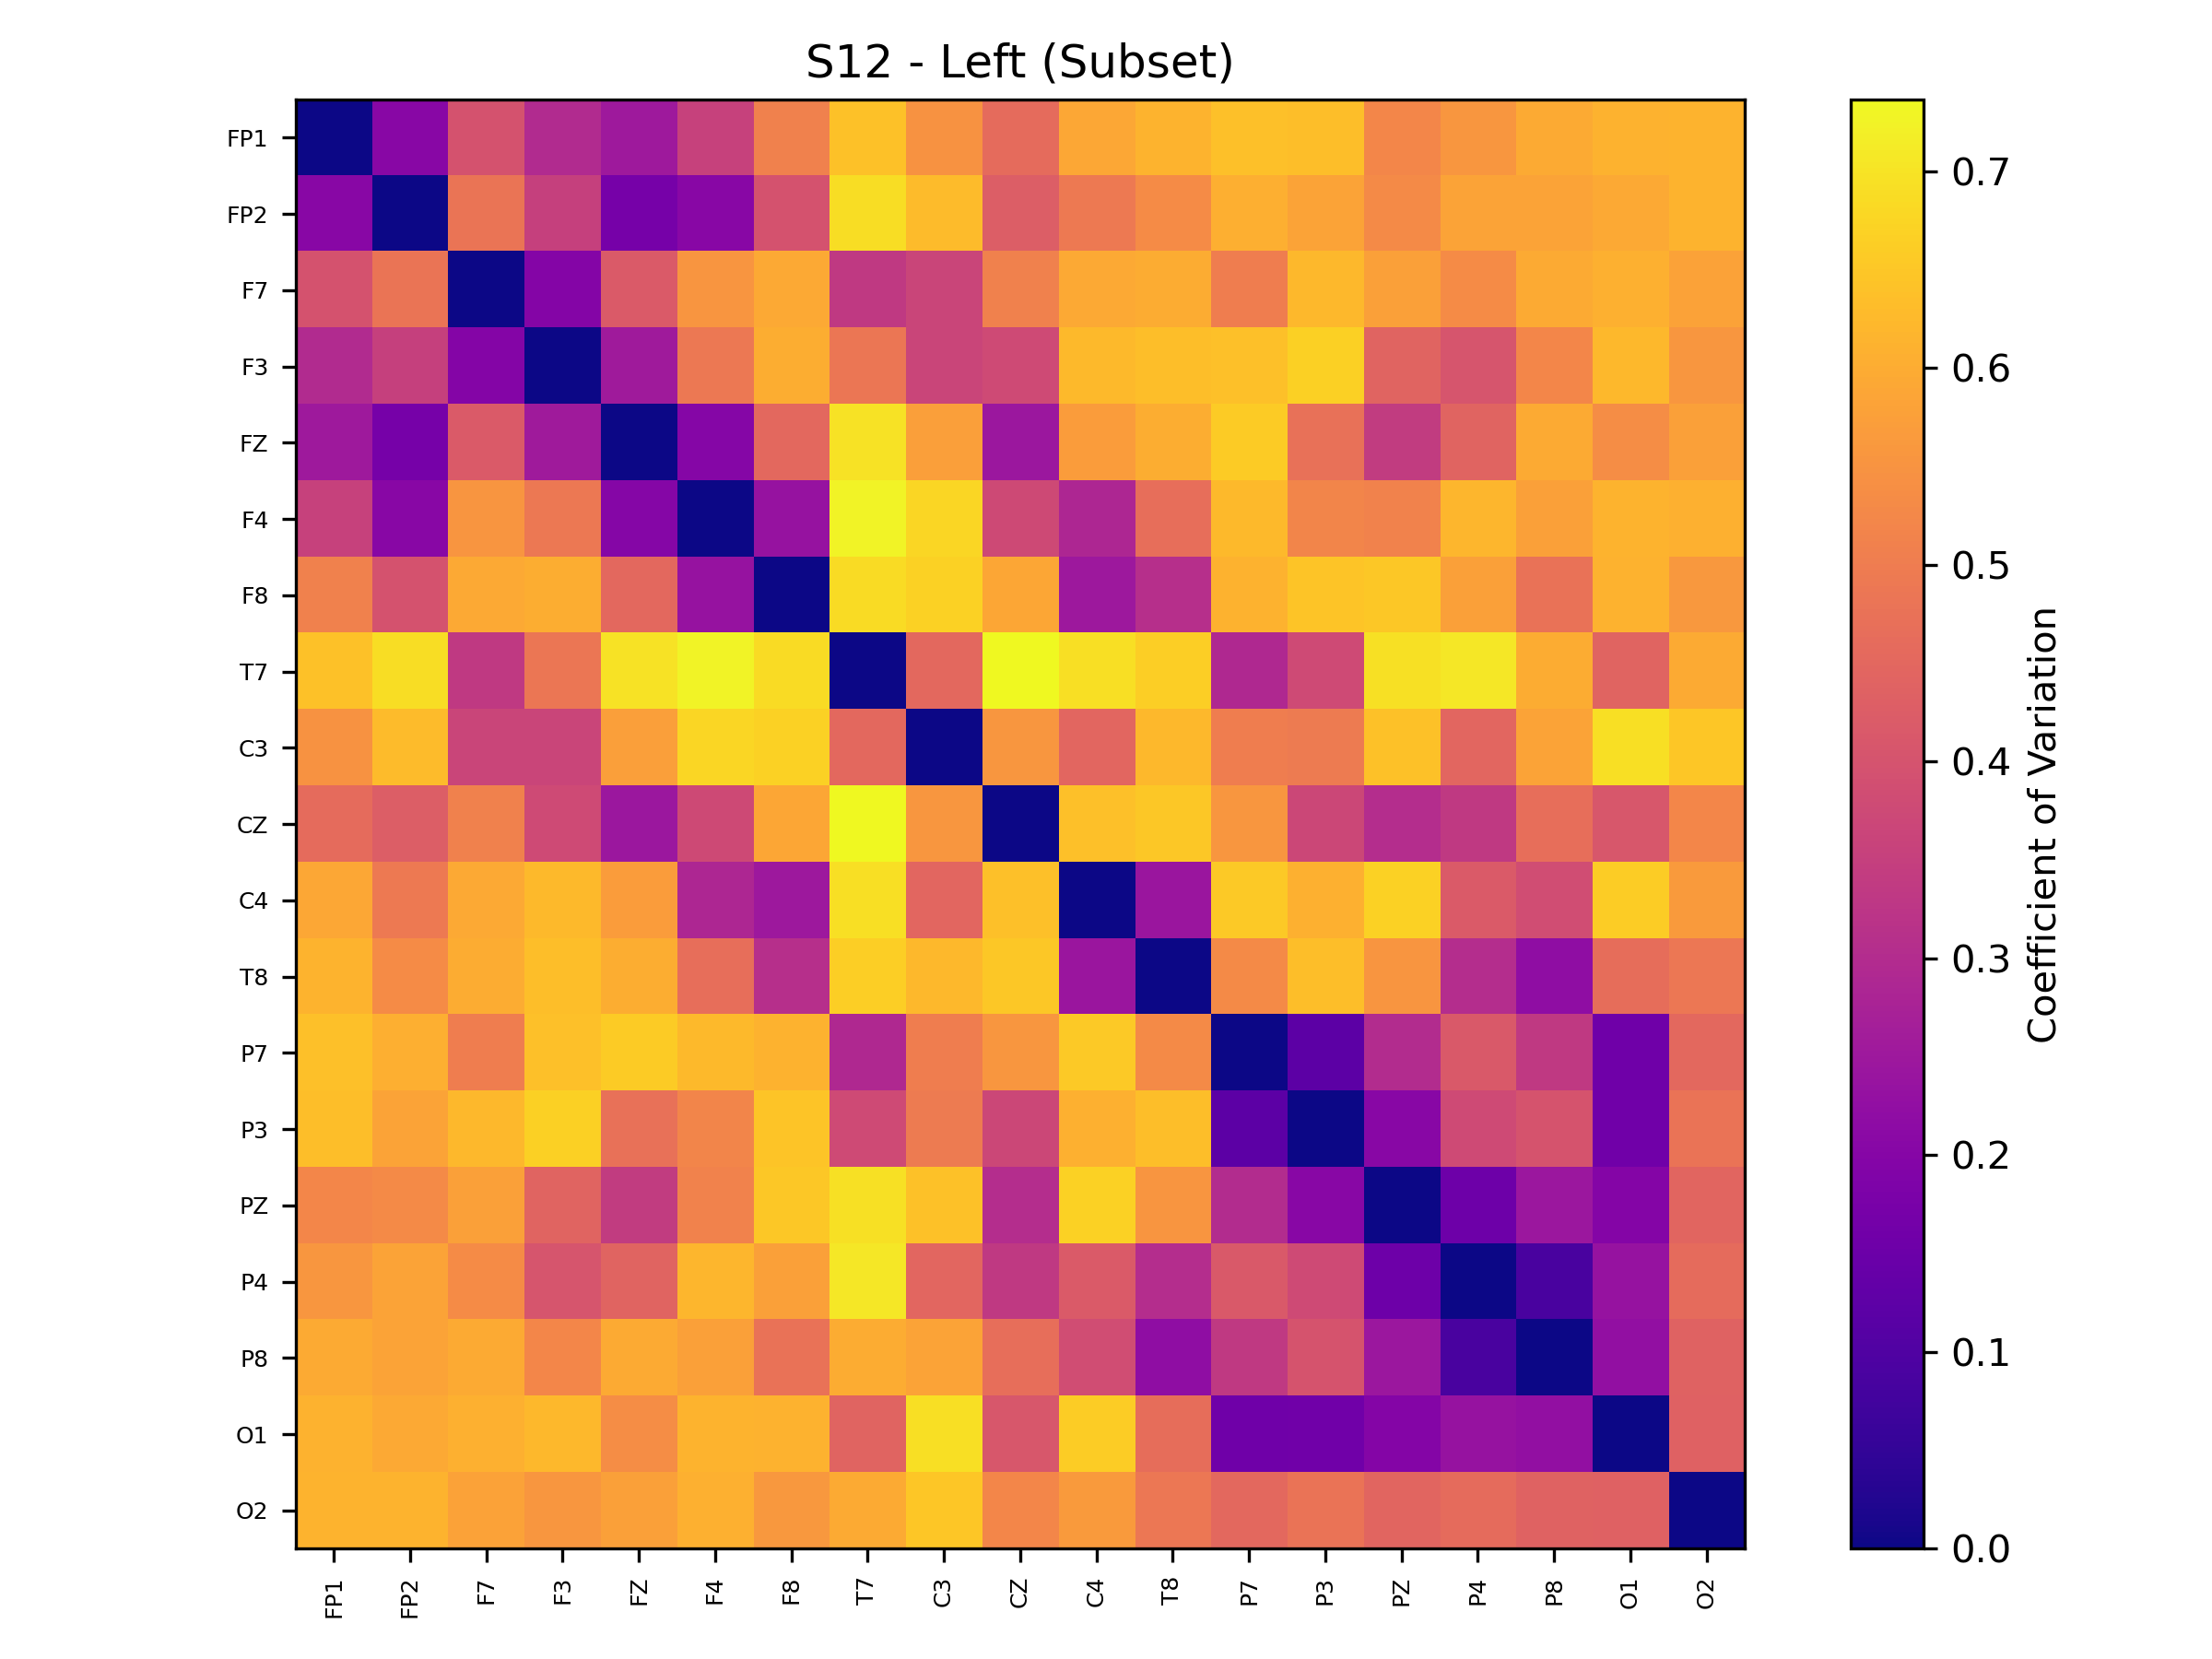 S12 - Left (Subset)
FP1
FP2
F7
F3
FZ
F4
F8
T7
C3
CZ
C4
T8
P7
P3
PZ
P4
P8
O1
O2
FP1 FP2 F7 F3 FZ F4 F8 T7 C3 CZ C4 T8 P7 P3 PZ P4 P8 O1 O2
0.7
0.6
0.5
0.4
0.3
0.2
0.1
0.0
Coefficient of Variation